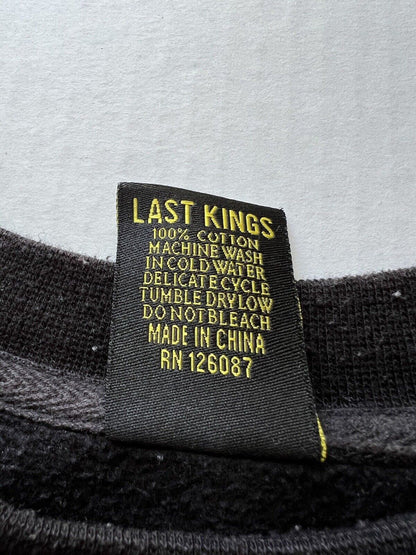 LAST KINGS
100% COTTON
MACHINE WASH
IN COLD WATER
DELICATE CYCLE
TUMBLE DRY LOW
DO NOT BLEACH
MADE IN CHINA
RN 126087